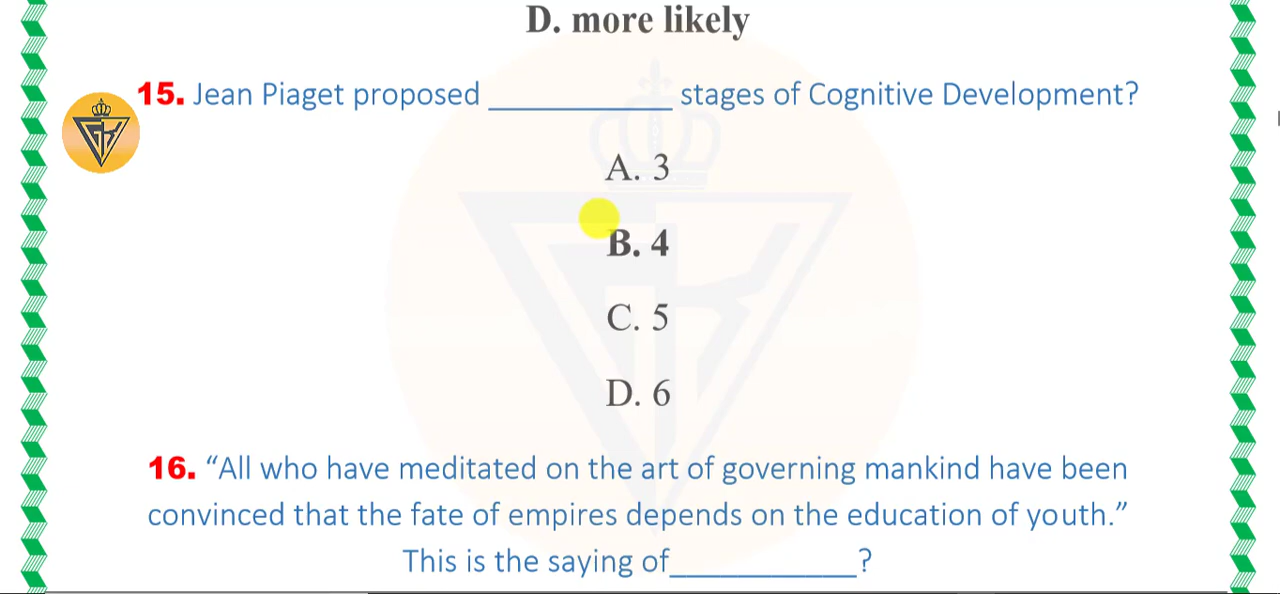 D. more likely
15. Jean Piaget proposed ___________ stages of Cognitive Development?
A. 3
B. 4
C. 5
D. 6
16. “All who have meditated on the art of governing mankind have been
convinced that the fate of empires depends on the education of youth.”
This is the saying of___________?